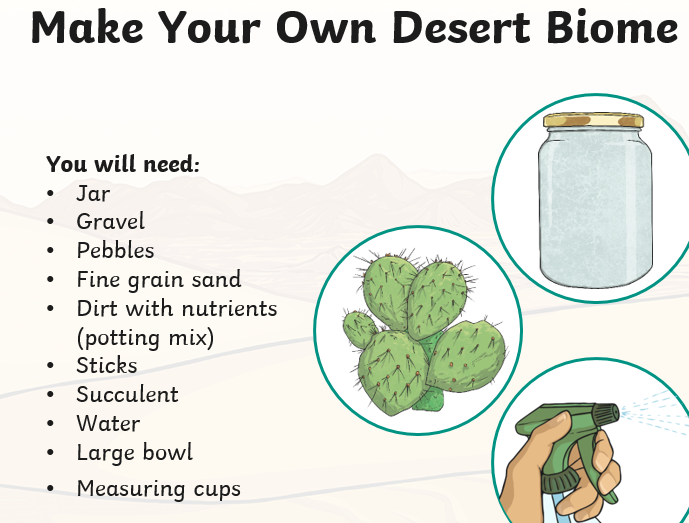 Make Your Own Desert Biome
You will need:
• Jar
• Gravel
• Pebbles
• Fine grain sand
• Dirt with nutrients
(potting mix)
• Sticks
• Succulent
• Water
• Large bowl
• Measuring cups